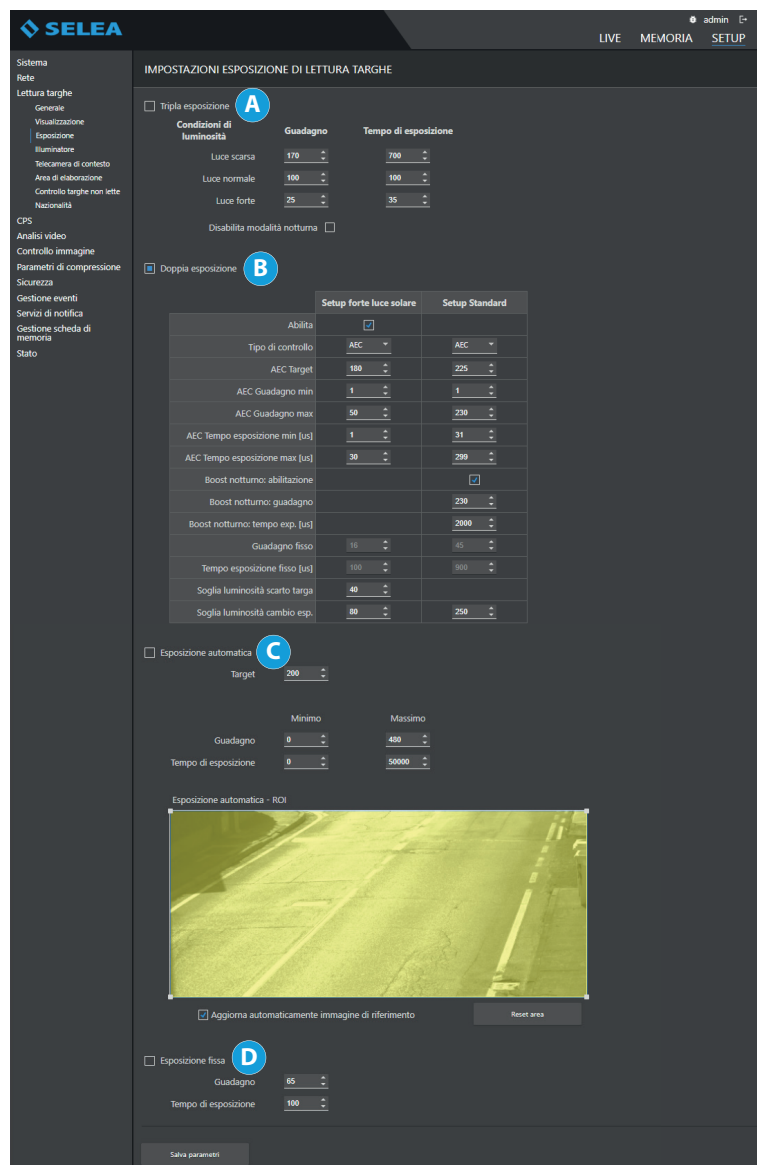 SELEA
admin
LIVE MEMORIA SETUP
Sistema
Rete
Lettura targhe
Generale
Visualizzazione
Esposizione
Illuminatore
Telecamera di contesto
Area di elaborazione
Controllo targhe non lette
Nazionalità
CPS
Analisi video
Controllo immagine
Parametri di compressione
Sicurezza
Gestione eventi
Servizi di notifica
Gestione scheda di
memoria
Stato
IMPOSTAZIONI ESPOSIZIONE DI LETTURA TARGHE
Tripla esposizione A
Condizioni di
luminosità Guadagno Tempo di esposizione
Luce scarsa 170 700
Luce normale 100 100
Luce forte 25 35
Disabilita modalità notturna
Doppia esposizione B
Setup forte luce solare Setup Standard
Abilita
Tipo di controllo AEC AEC
AEC Target 180 225
AEC Guadagno min 1 1
AEC Guadagno max 50 230
AEC Tempo esposizione min [us] 1 31
AEC Tempo esposizione max [us] 30 299
Boost notturno: abilitazione
Boost notturno: guadagno 230
Boost notturno: tempo exp. [us] 2000
Guadagno fisso 16 45
Tempo esposizione fisso [us] 100 900
Soglia luminosità scarto targa 40
Soglia luminosità cambio esp. 80 250
Esposizione automatica C
Target 200
Minimo Massimo
Guadagno 0 480
Tempo di esposizione 0 50000
Esposizione automatica - ROI
Aggiorna automaticamente immagine di riferimento Reset area
Esposizione fissa D
Guadagno 65
Tempo di esposizione 100
Salva parametri